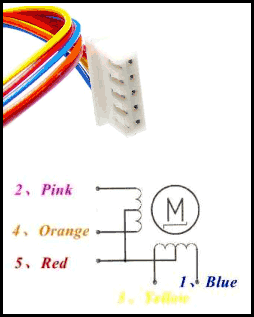 2、Pink
M
4、Orange
5、Red
1、Blue
3、Yellow